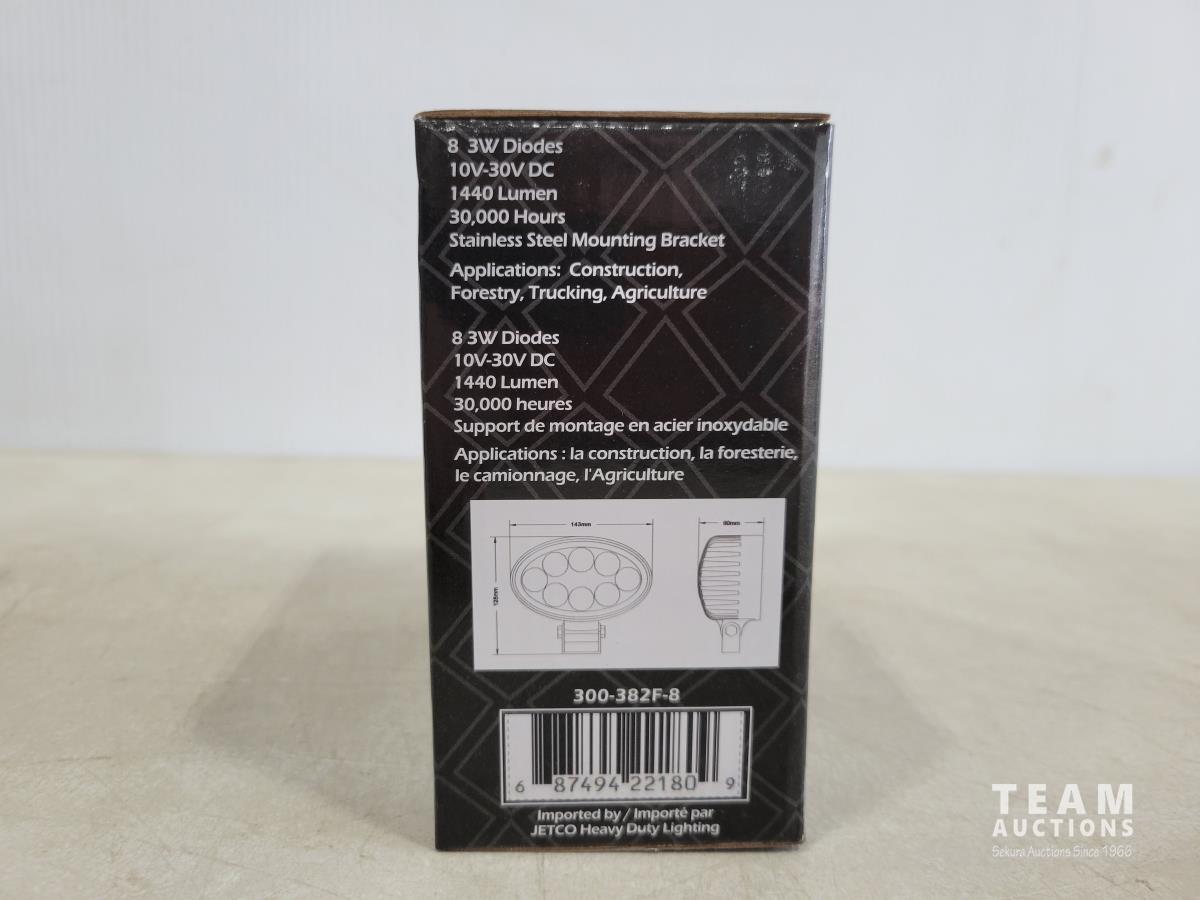 8 3W Diodes
10V-30V DC
1440 Lumen
30,000 Hours
Stainless Steel Mounting Bracket
Applications: Construction,
Forestry, Trucking, Agriculture
8 3W Diodes
10V-30V DC
1440 Lumen
30,000 heures
Support de montage en acier inoxydable
Applications : la construction, la foresterie,
le camionnage, l'Agriculture
143mm
80mm
125mm
300-382F-8
6 87494 22180 9
Imported by / Importé par
JETCO Heavy Duty Lighting
TEAM
AUCTIONS
Sekura Auctions Since 1966